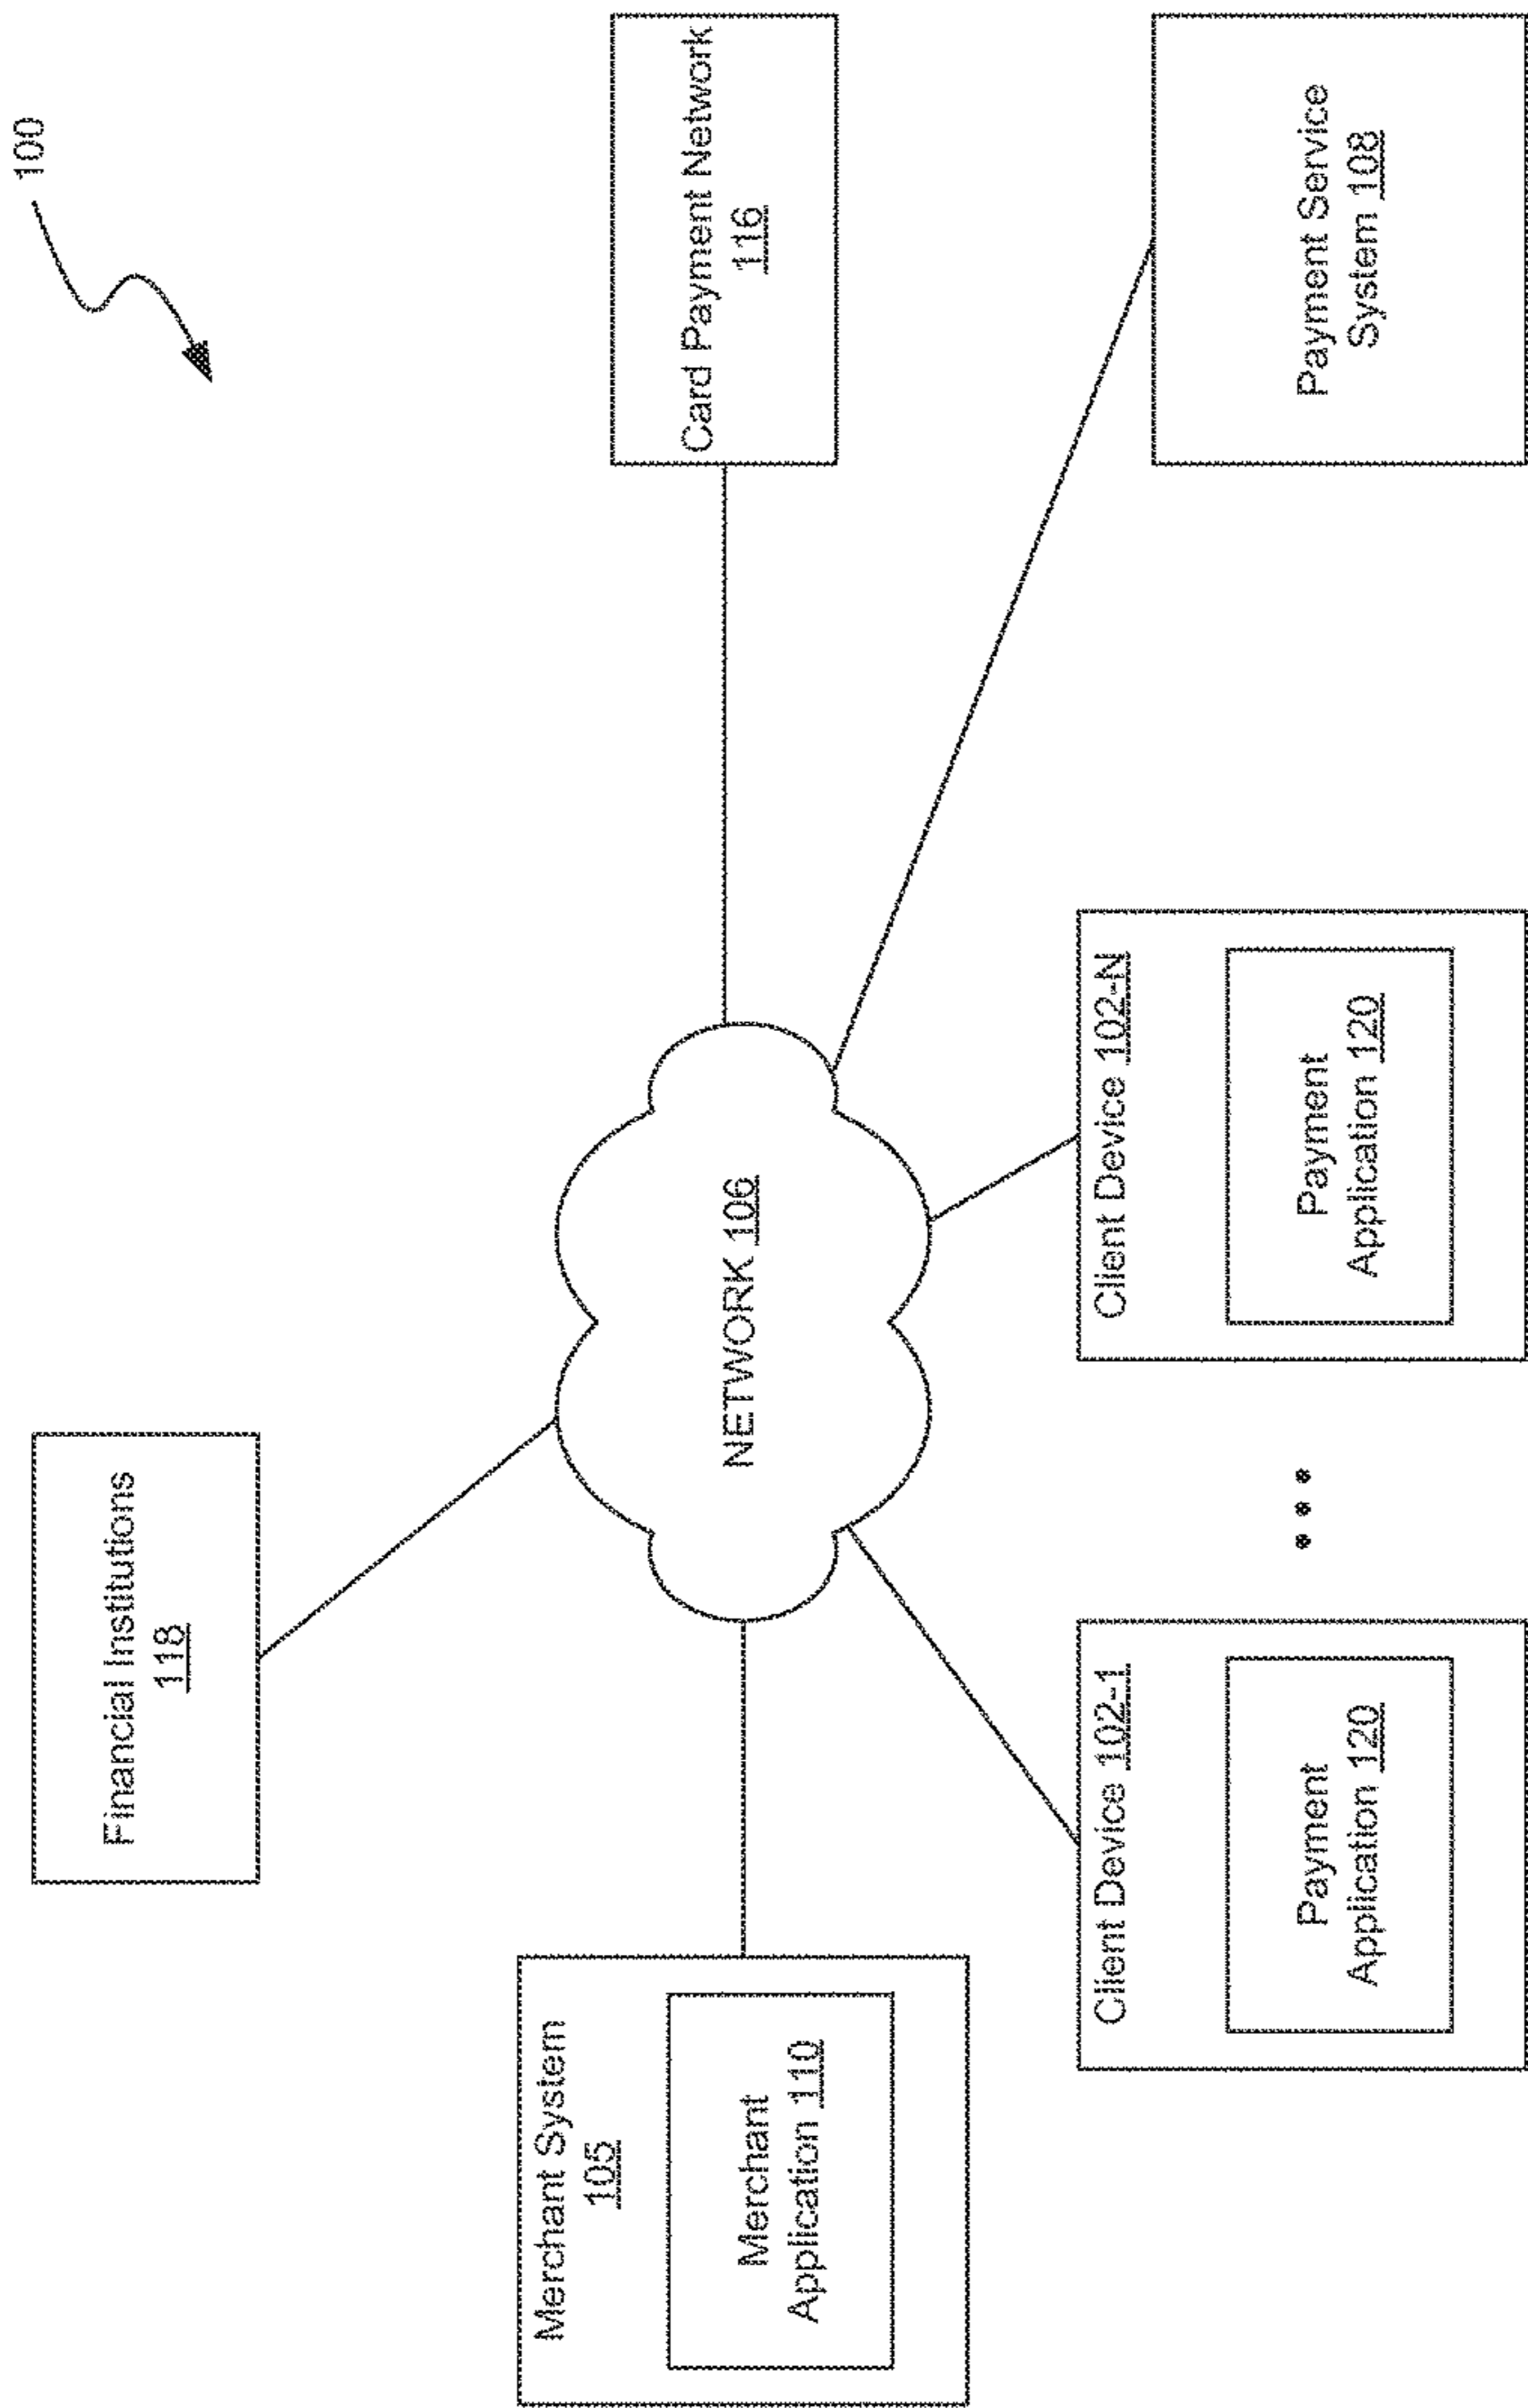 100
Financial Institutions
118
Merchant System
105
Merchant
Application 110
NETWORK 106
Card Payment Network
116
Client Device 102-1
Payment
Application 120
Client Device 102-N
Payment
Application 120
Payment Service
System 108